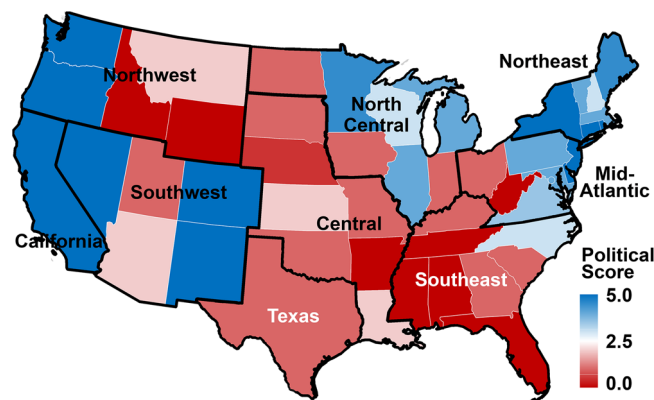 Northeast
Northwest
North
Central
Mid-
Atlantic
Southwest
Central
California
Southeast
Texas
Political
Score
5.0
2.5
0.0